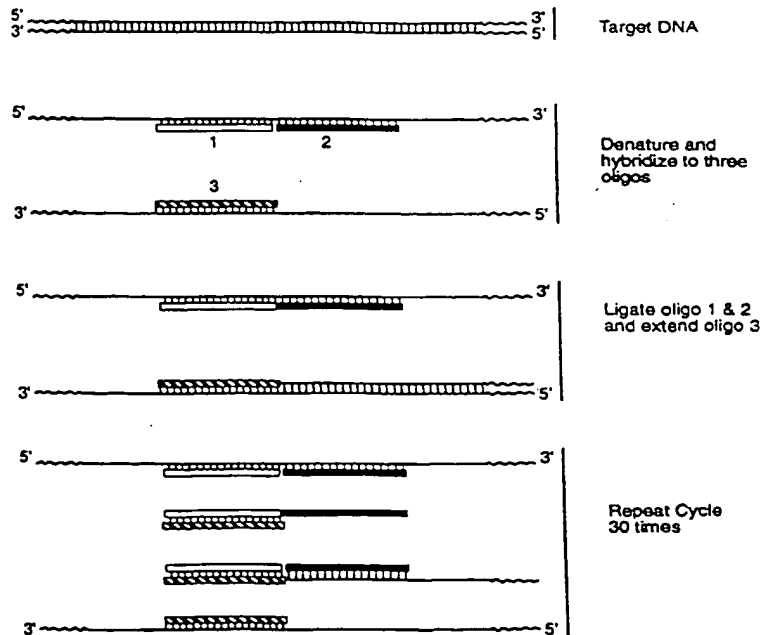 5' 3'
3' 5'
Target DNA
5' 3'
1 2
Denature and
hybridize to three
oligos
3
3' 5'
5' 3'
Ligate oligo 1 & 2
and extend oligo 3
3' 5'
5' 3'
Repeat Cycle
30 times
3' 5'